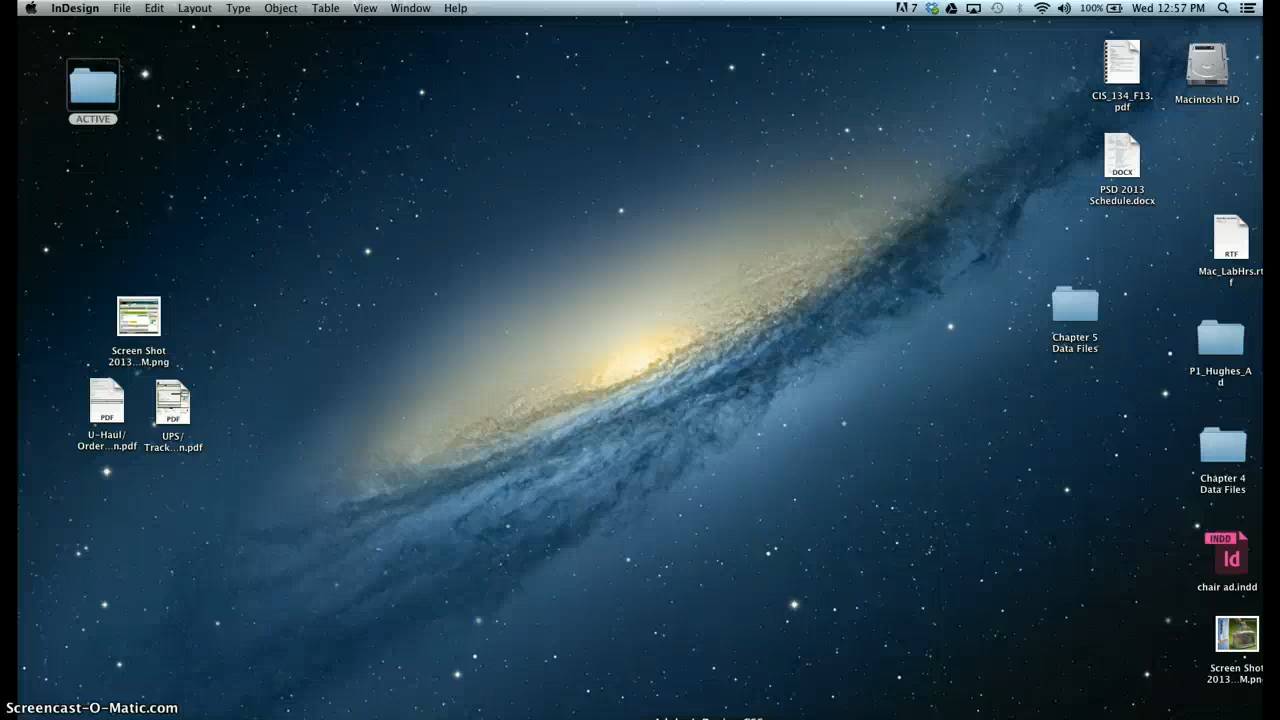 InDesign File Edit Layout Type Object Table View Window Help 7 100% Wed 12:57 PM
ACTIVE
CIS_134_F13.
pdf
Macintosh HD
DOCX
PSD 2013
Schedule.docx
RTF
Mac_LabHrs.rt
f
Chapter 5
Data Files
P1_Hughes_A
d
Screen Shot
2013...M.png
PDF
U-Haul/
Order...n.pdf
PDF
UPS/
Track...n.pdf
Chapter 4
Data Files
INDD
Id
chair ad.indd
Screen Shot
2013...M.png
Screencast-O-Matic.com